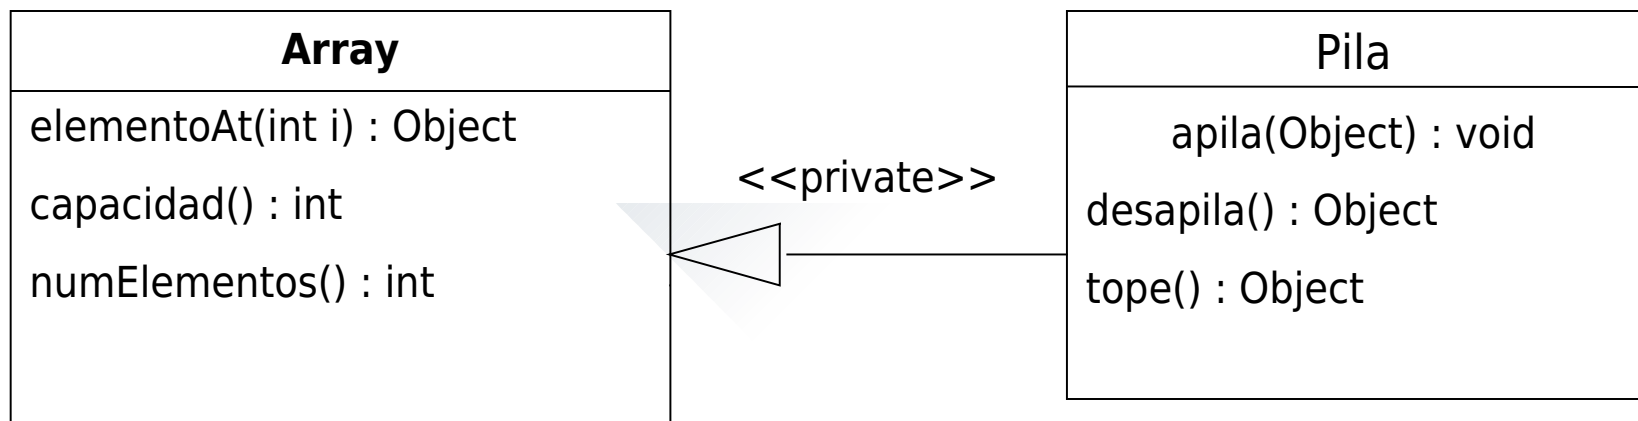 Array
elementoAt(int i) : Object
capacidad() : int
numElementos() : int
<<private>>
Pila
apila(Object) : void
desapila() : Object
tope() : Object